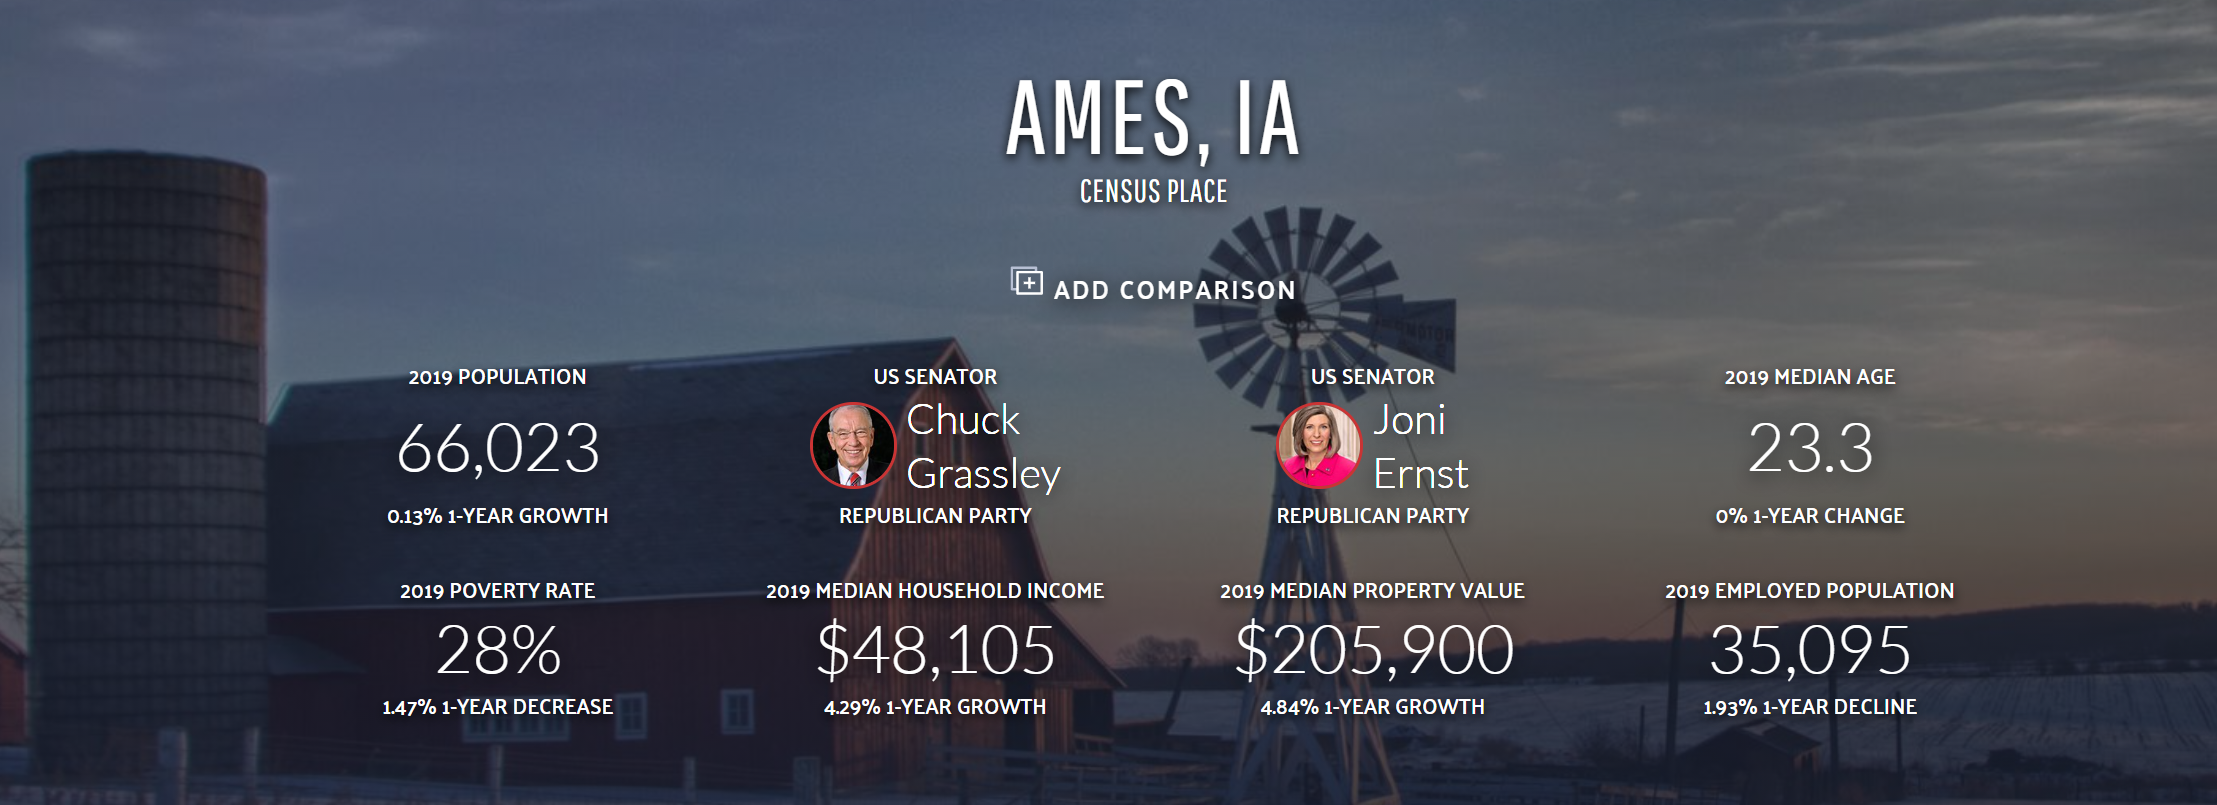 AMES, IA
CENSUS PLACE
ADD COMPARISON
2019 POPULATION
66,023
0.13% 1-YEAR GROWTH
US SENATOR
Chuck
Grassley
REPUBLICAN PARTY
US SENATOR
Joni
Ernst
REPUBLICAN PARTY
2019 MEDIAN AGE
23.3
0% 1-YEAR CHANGE
2019 POVERTY RATE
28%
1.47% 1-YEAR DECREASE
2019 MEDIAN HOUSEHOLD INCOME
$48,105
4.29% 1-YEAR GROWTH
2019 MEDIAN PROPERTY VALUE
$205,900
4.84% 1-YEAR GROWTH
2019 EMPLOYED POPULATION
35,095
1.93% 1-YEAR DECLINE